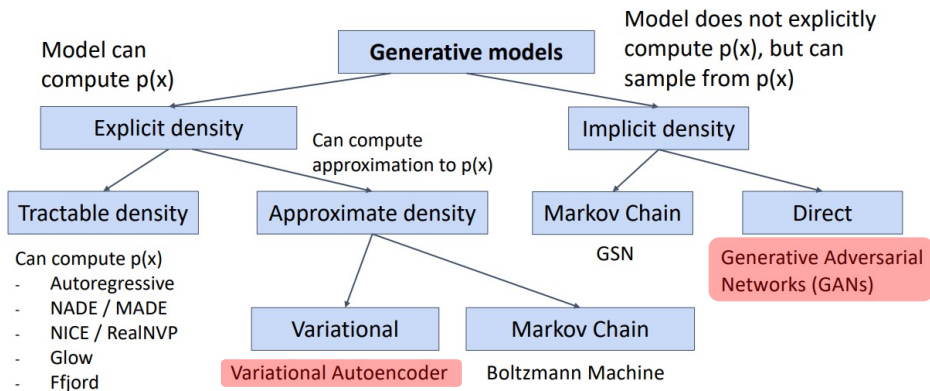 Model can
compute p(x)
Generative models
Model does not explicitly
compute p(x), but can
sample from p(x)
Explicit density
Can compute
approximation to p(x)
Implicit density
Tractable density
Approximate density
Markov Chain
Direct
Can compute p(x)
- Autoregressive
- NADE / MADE
- NICE / RealNVP
- Glow
- Ffjord
GSN
Generative Adversarial
Networks (GANs)
Variational
Markov Chain
Variational Autoencoder
Boltzmann Machine